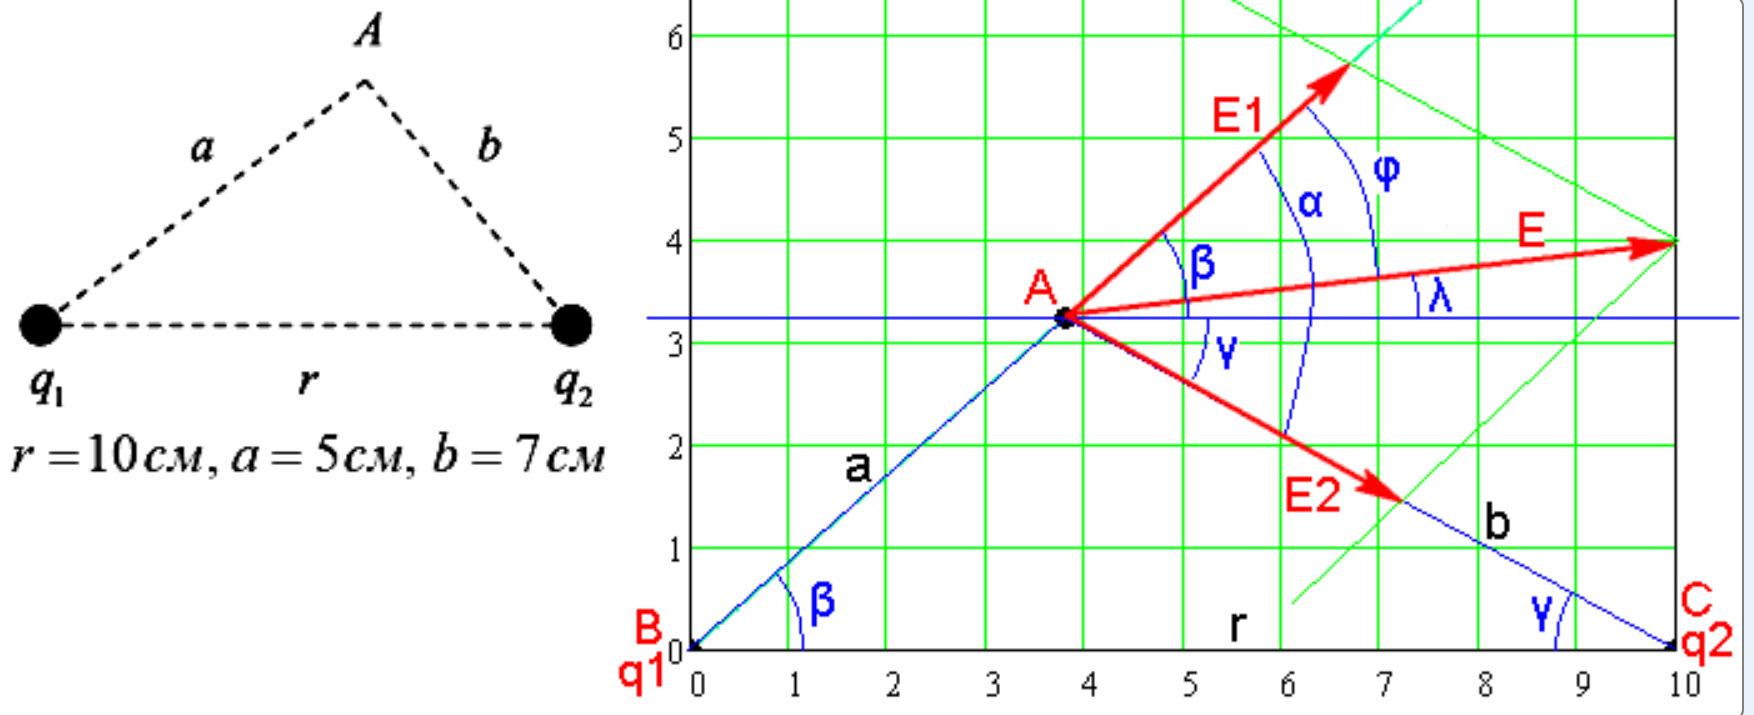 A
a
b
q₁
r
q₂
r = 10 см, a = 5 см, b = 7 см
6
5
4
3
2
1
0
E1
φ
α
E
β
A
λ
γ
a
E2
b
β
r
γ
B
q1
C
q2
0 1 2 3 4 5 6 7 8 9 10